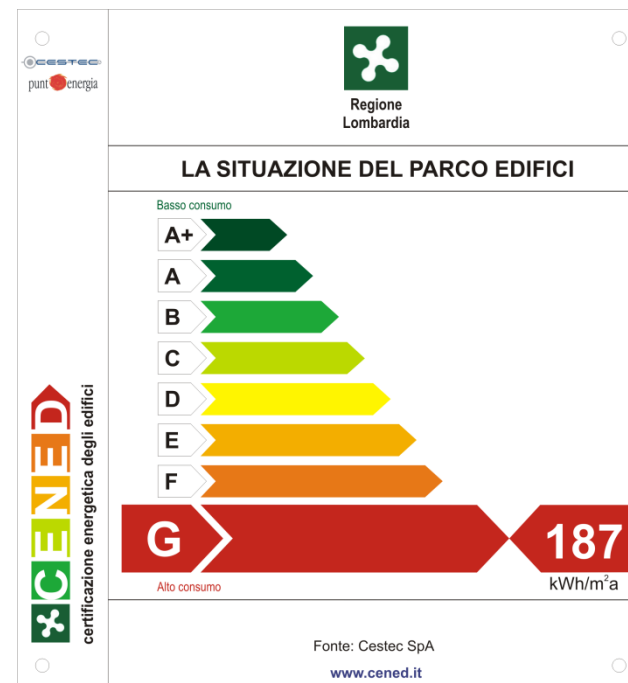 CESTEC
punt energia
Regione
Lombardia
LA SITUAZIONE DEL PARCO EDIFICI
Basso consumo
A+
A
B
C
D
E
F
G
187
kWh/m²a
Alto consumo
CENED
certificazione energetica degli edifici
Fonte: Cestec SpA
www.cened.it